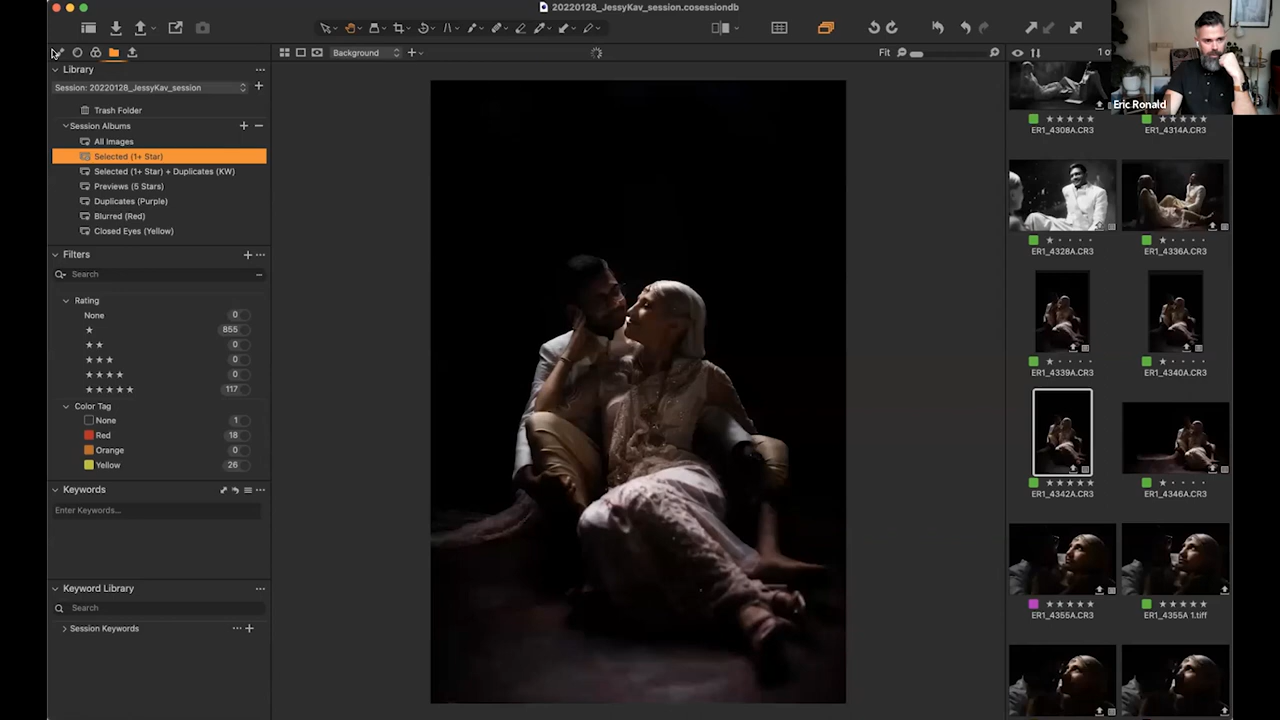 20220128_JessyKav_session.cosessiondb
Background
Fit
1 o
Eric Ronald
Library
Session: 20220128_JessyKav_session
Trash Folder
Session Albums
All Images
Selected (1+ Star)
Selected (1+ Star) + Duplicates (KW)
Previews (5 Stars)
Duplicates (Purple)
Blurred (Red)
Closed Eyes (Yellow)
Filters
Search
Rating
None 0
855
0
0
0
117
Color Tag
None 1
Red 18
Orange 0
Yellow 26
Keywords
Enter Keywords...
Keyword Library
Search
Session Keywords
ER1_4308A.CR3 ER1_4314A.CR3
ER1_4328.CR3 ER1_4336A.CR3
ER1_4339A.CR3 ER1_4340A.CR3
ER1_4342A.CR3 ER1_4346A.CR3
ER1_4355A.CR3 ER1_4355A 1.tiff